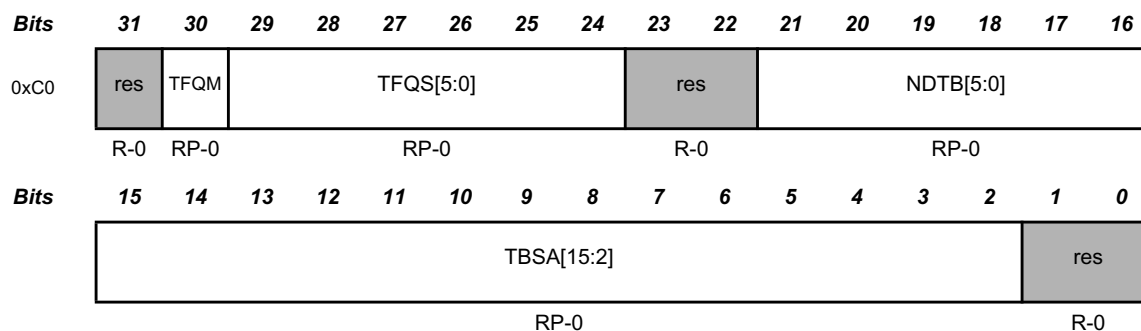 Bits 31 30 29 28 27 26 25 24 23 22 21 20 19 18 17 16
0xC0 res TFQM TFQS[5:0] res NDTB[5:0]
R-0 RP-0 RP-0 R-0 RP-0
Bits 15 14 13 12 11 10 9 8 7 6 5 4 3 2 1 0
TBSA[15:2] res
RP-0 R-0